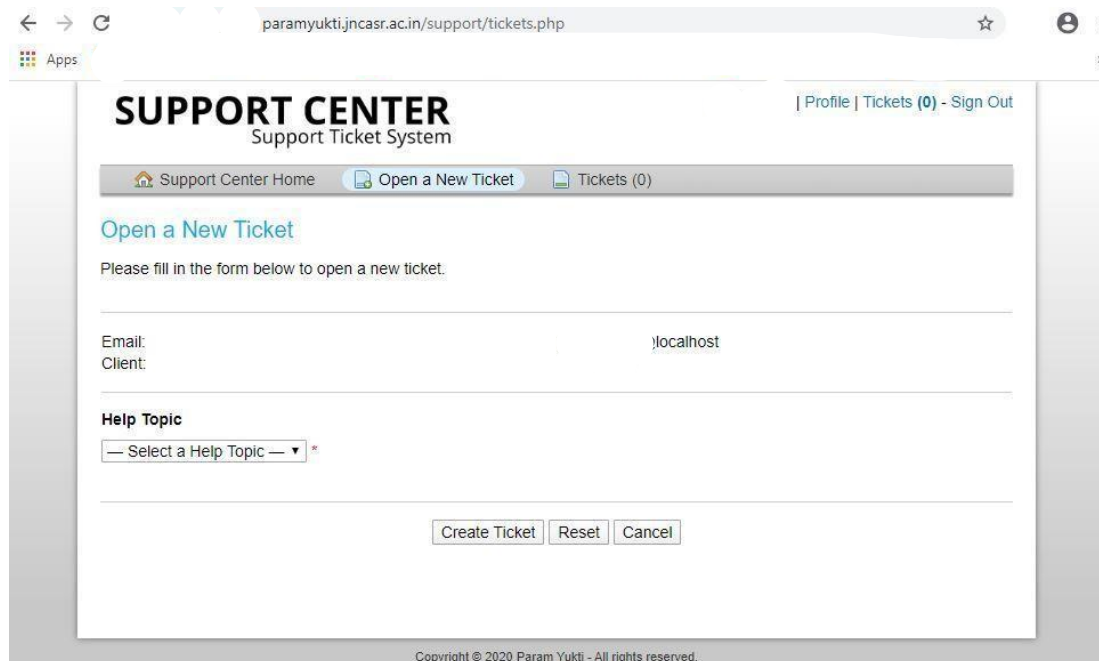 paramyukti.jncasr.ac.in/support/tickets.php
Apps
SUPPORT CENTER
Support Ticket System
| Profile | Tickets (0) - Sign Out
Support Center Home Open a New Ticket Tickets (0)
Open a New Ticket
Please fill in the form below to open a new ticket.
Email: localhost
Client:
Help Topic
— Select a Help Topic — *
Create Ticket Reset Cancel
Copyright © 2020 Param Yukti - All rights reserved.